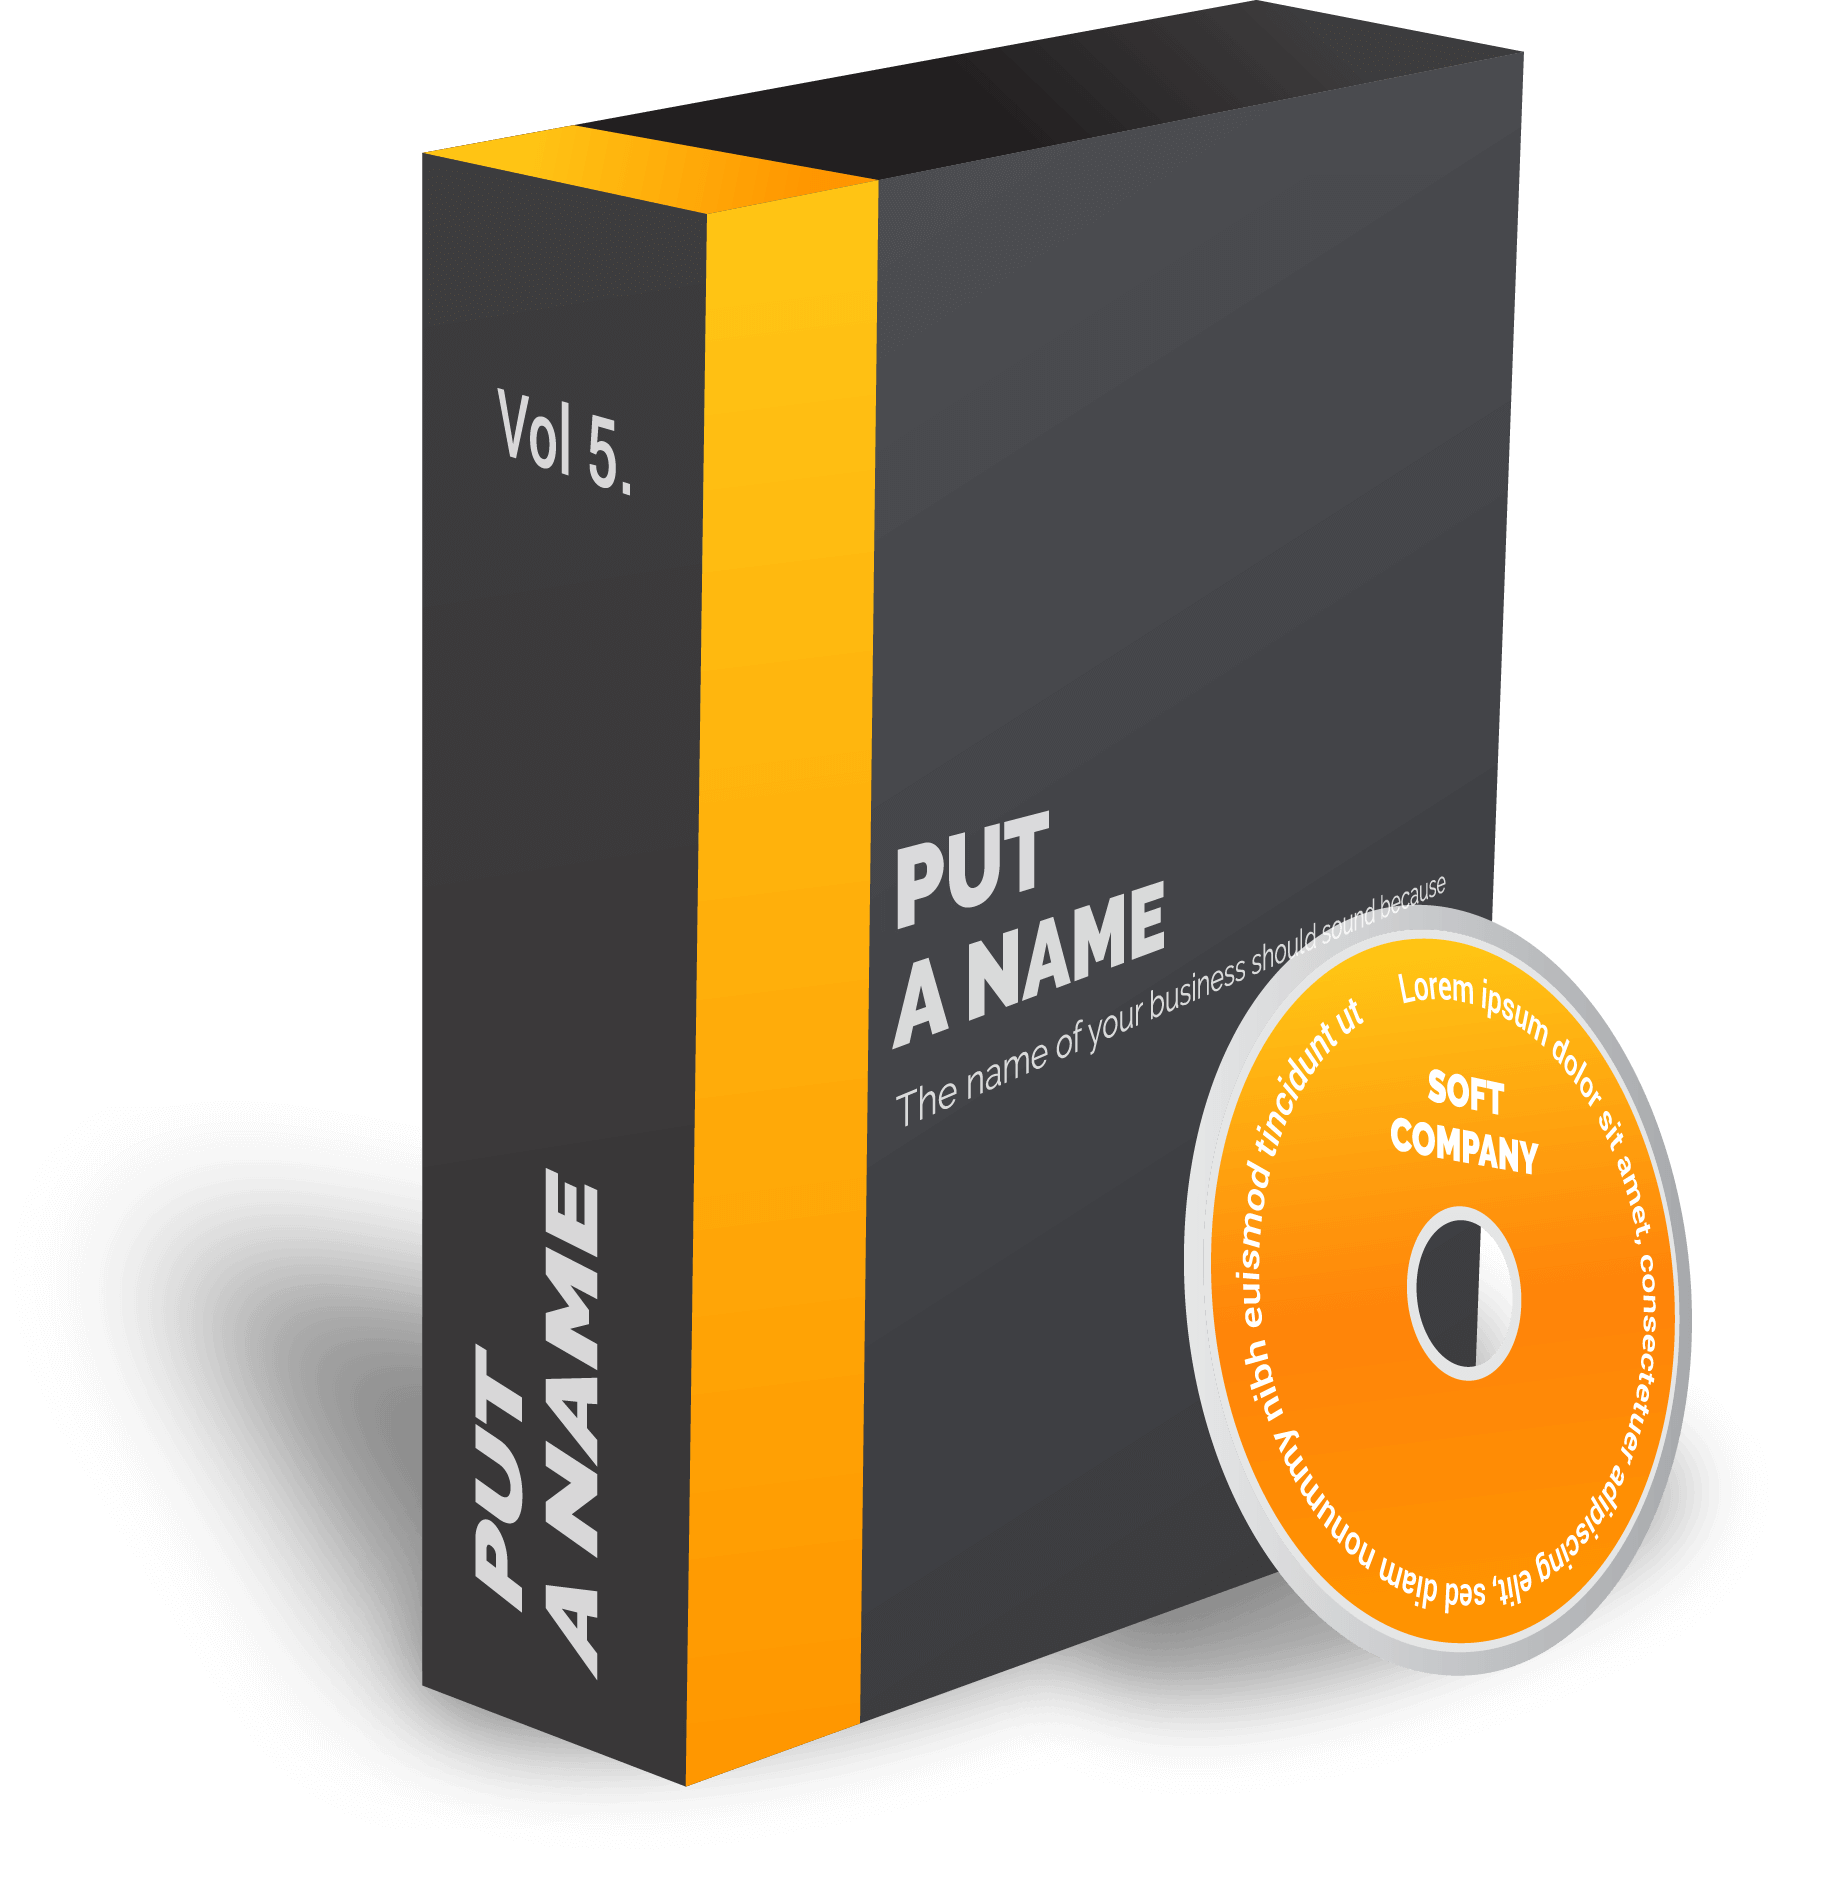 Vol 5.
PUT
A NAME
PUT
A NAME
The name of your business should sound because
SOFT
COMPANY
Lorem ipsum dolor sit amet, consectetuer adipiscing elit, sed diam nonummy nibh euismod tincidunt ut